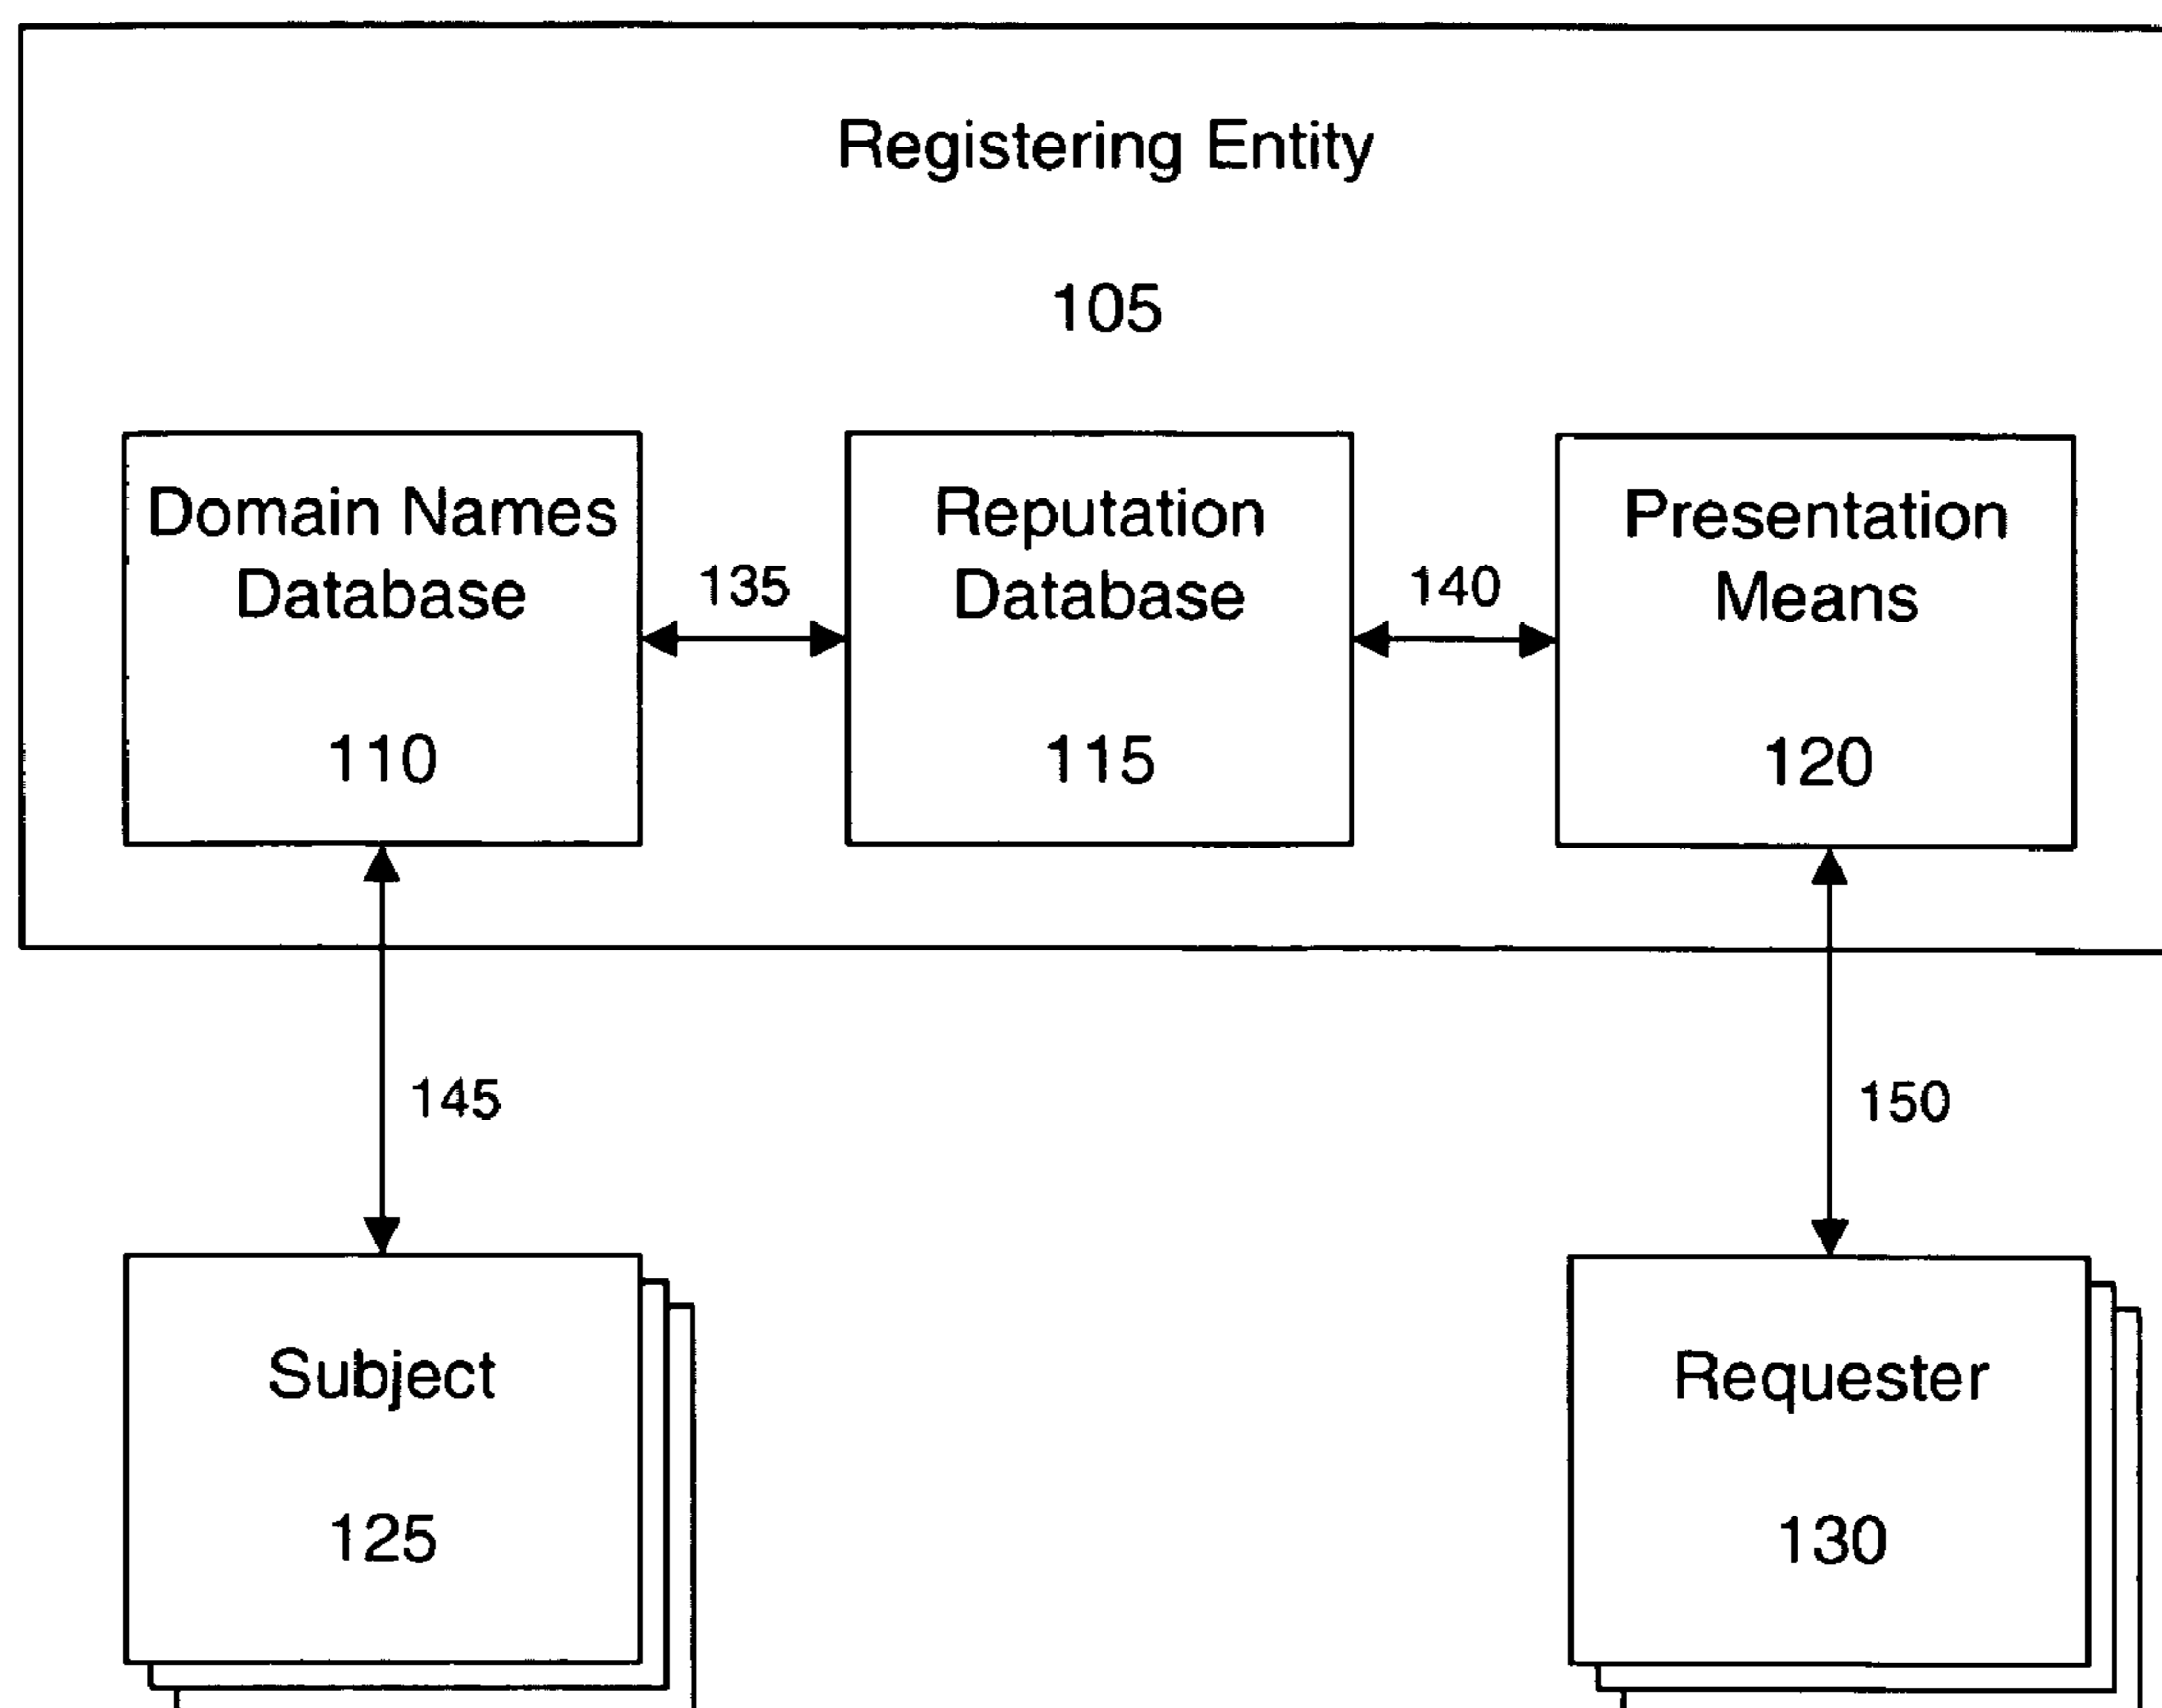 Registering Entity
105
Domain Names
Database
110
135
Reputation
Database
115
140
Presentation
Means
120
145
150
Subject
125
Requester
130